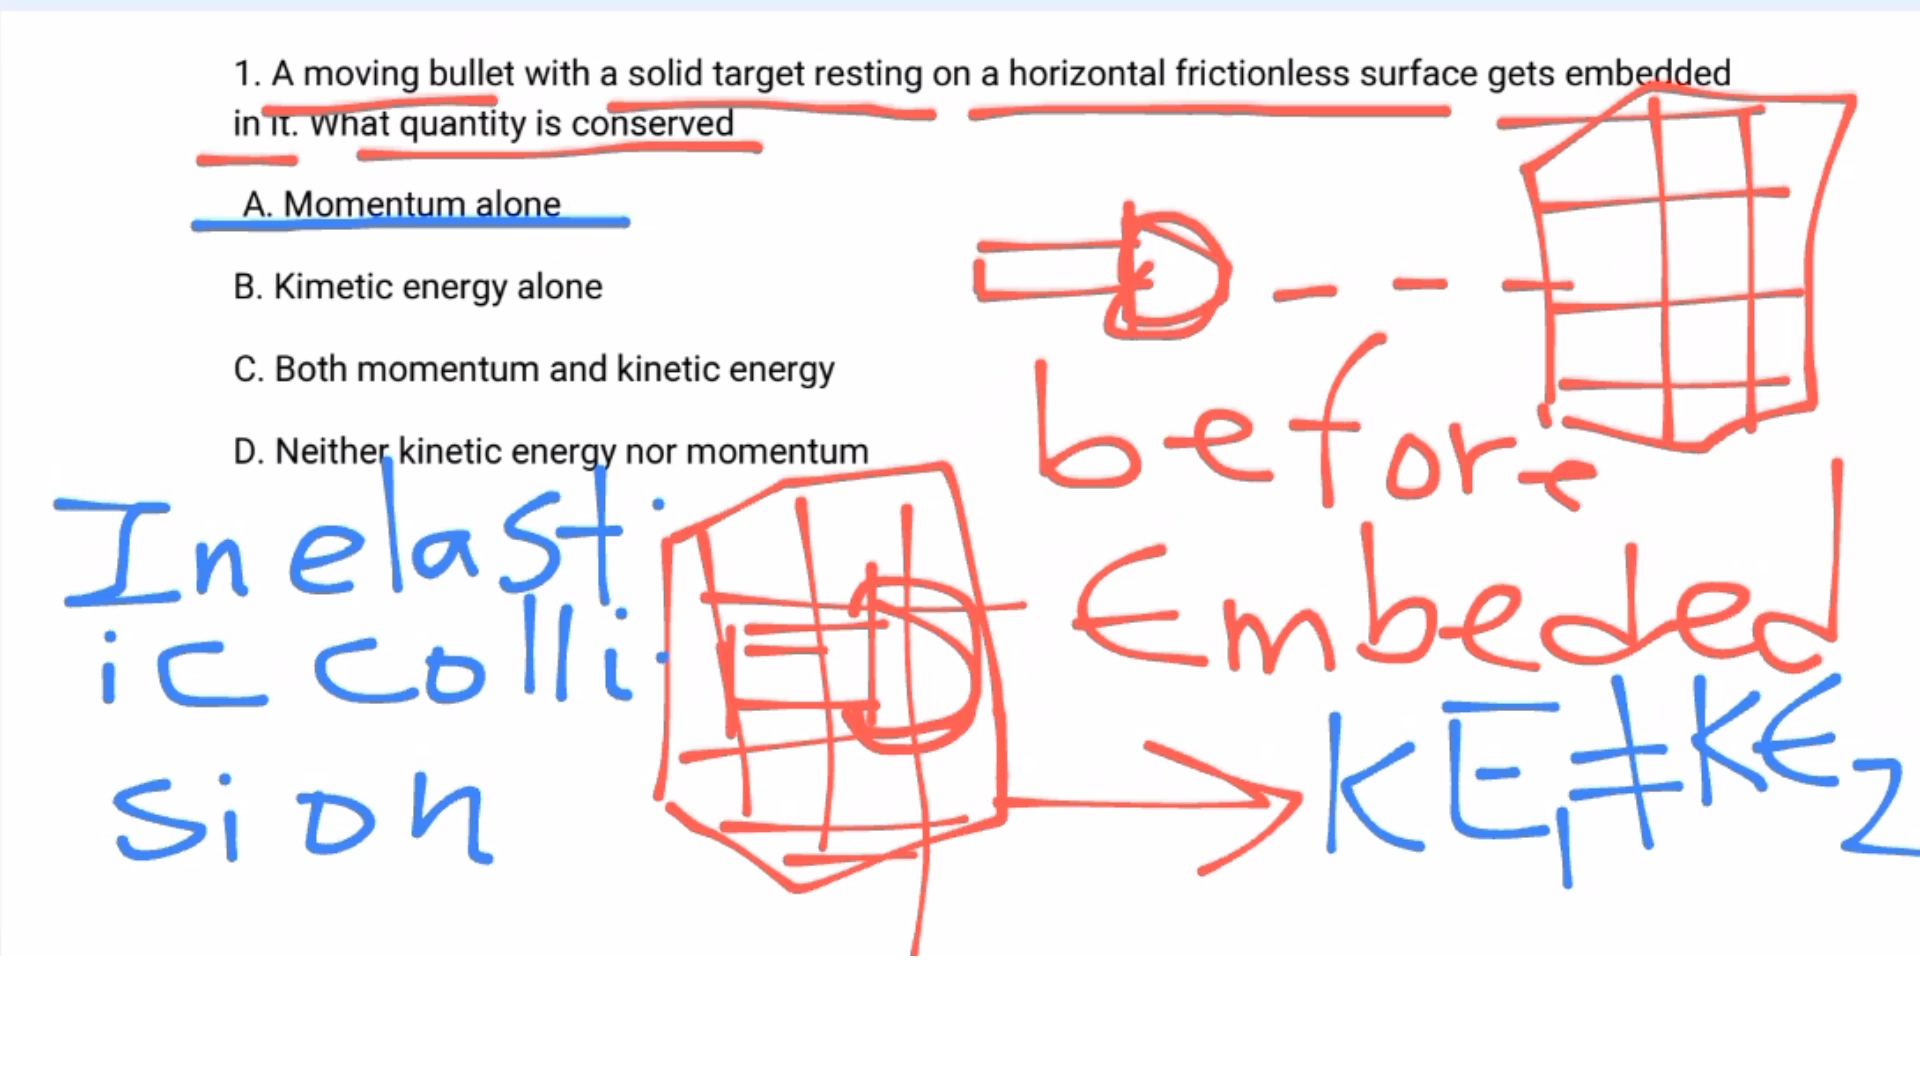 1. A moving bullet with a solid target resting on a horizontal frictionless surface gets embedded
in it. What quantity is conserved
A. Momentum alone
B. Kimetic energy alone
C. Both momentum and kinetic energy
D. Neither kinetic energy nor momentum
before
Inelasti
Embeded
ic colli
KE1≠KE2
sion